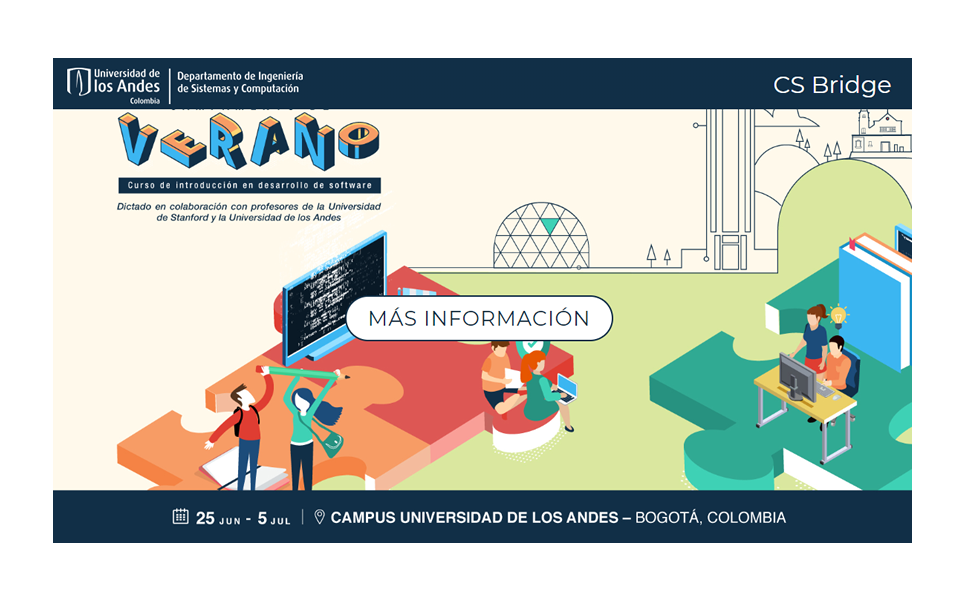 Universidad de
los Andes
Colombia
Departamento de Ingeniería
de Sistemas y Computación
CS Bridge
VERANO
Curso de introducción en desarrollo de software
Dictado en colaboración con profesores de la Universidad
de Stanford y la Universidad de los Andes
MÁS INFORMACIÓN
25 JUN - 5 JUL | CAMPUS UNIVERSIDAD DE LOS ANDES – BOGOTÁ, COLOMBIA